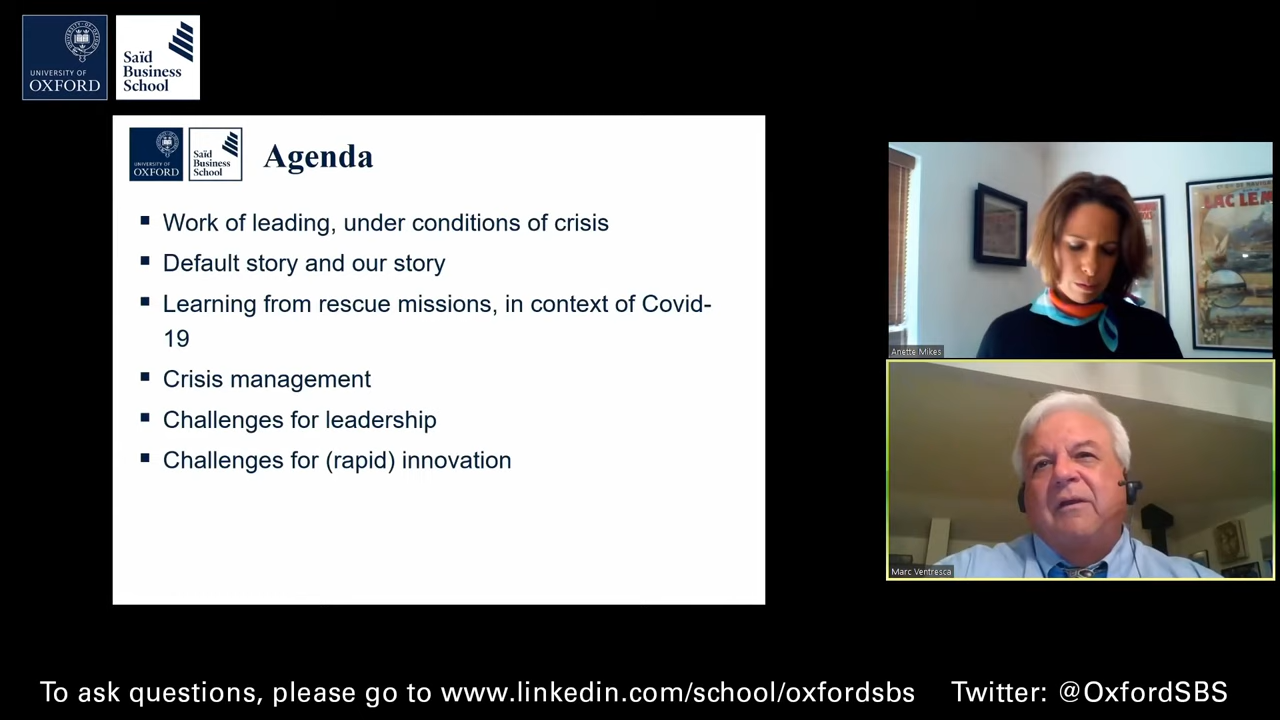 UNIVERSITY OF
OXFORD
Saïd
Business
School
UNIVERSITY OF
OXFORD
Saïd
Business
School
Agenda
▪ Work of leading, under conditions of crisis
▪ Default story and our story
▪ Learning from rescue missions, in context of Covid-
19
▪ Crisis management
▪ Challenges for leadership
▪ Challenges for (rapid) innovation
LAC LEM
Anette Mikes
Marc Ventresca
To ask questions, please go to www.linkedin.com/school/oxfordsbs Twitter: @OxfordSBS